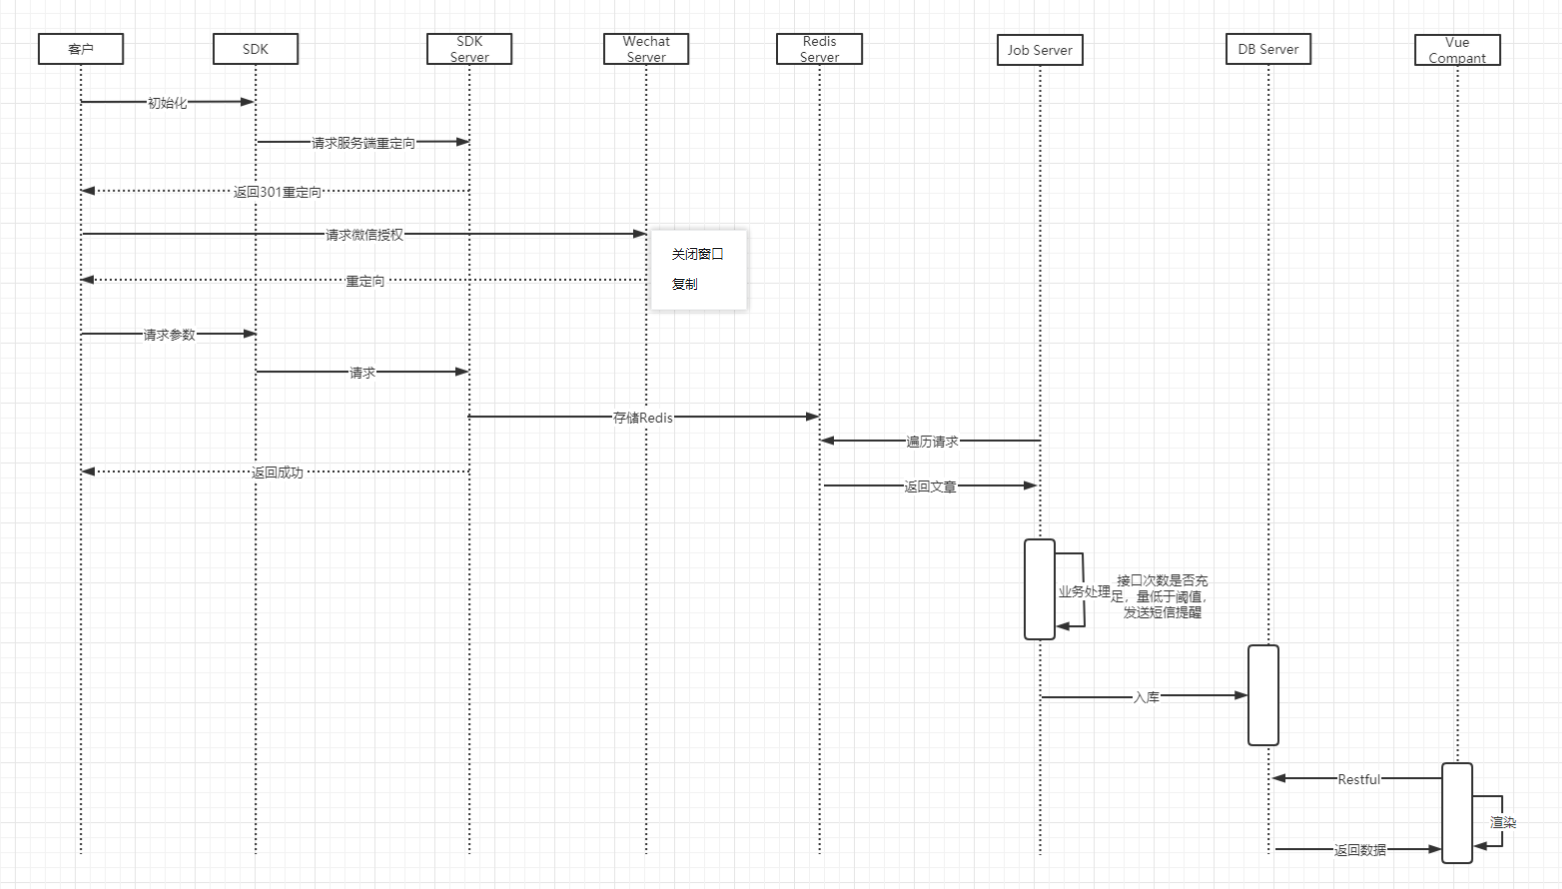 客户
SDK
SDK
Server
Wechat
Server
Redis
Server
Job Server
DB Server
Vue
Compant
初始化
请求服务端重定向
返回301重定向
请求微信授权
关闭窗口
重定向
复制
请求参数
请求
存储Redis
遍历请求
返回成功
返回文章
业务处理
接口次数是否充
足，量低于阈值，
发送短信提醒
入库
Restful
渲染
返回数据